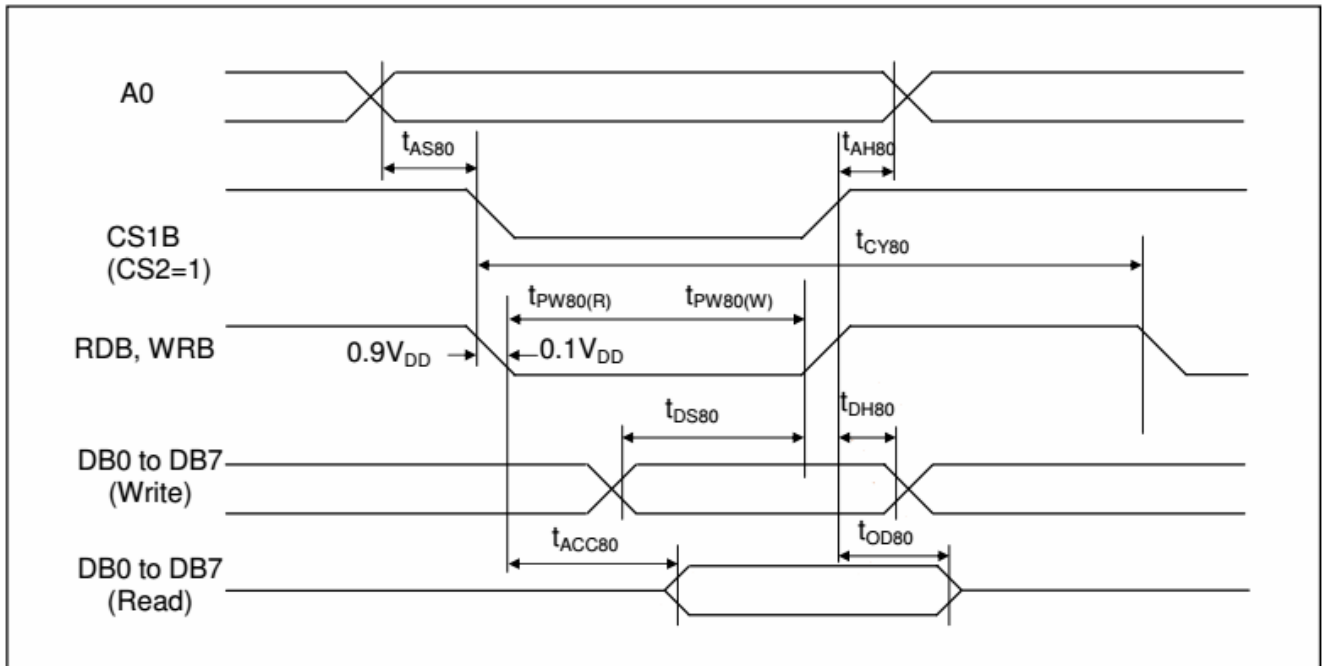 A0
tAS80
tAH80
CS1B
(CS2=1)
tCY80
tPW80(R)
tPW80(W)
RDB, WRB
0.9VDD
0.1VDD
tDS80
tDH80
DB0 to DB7
(Write)
tACC80
tOD80
DB0 to DB7
(Read)